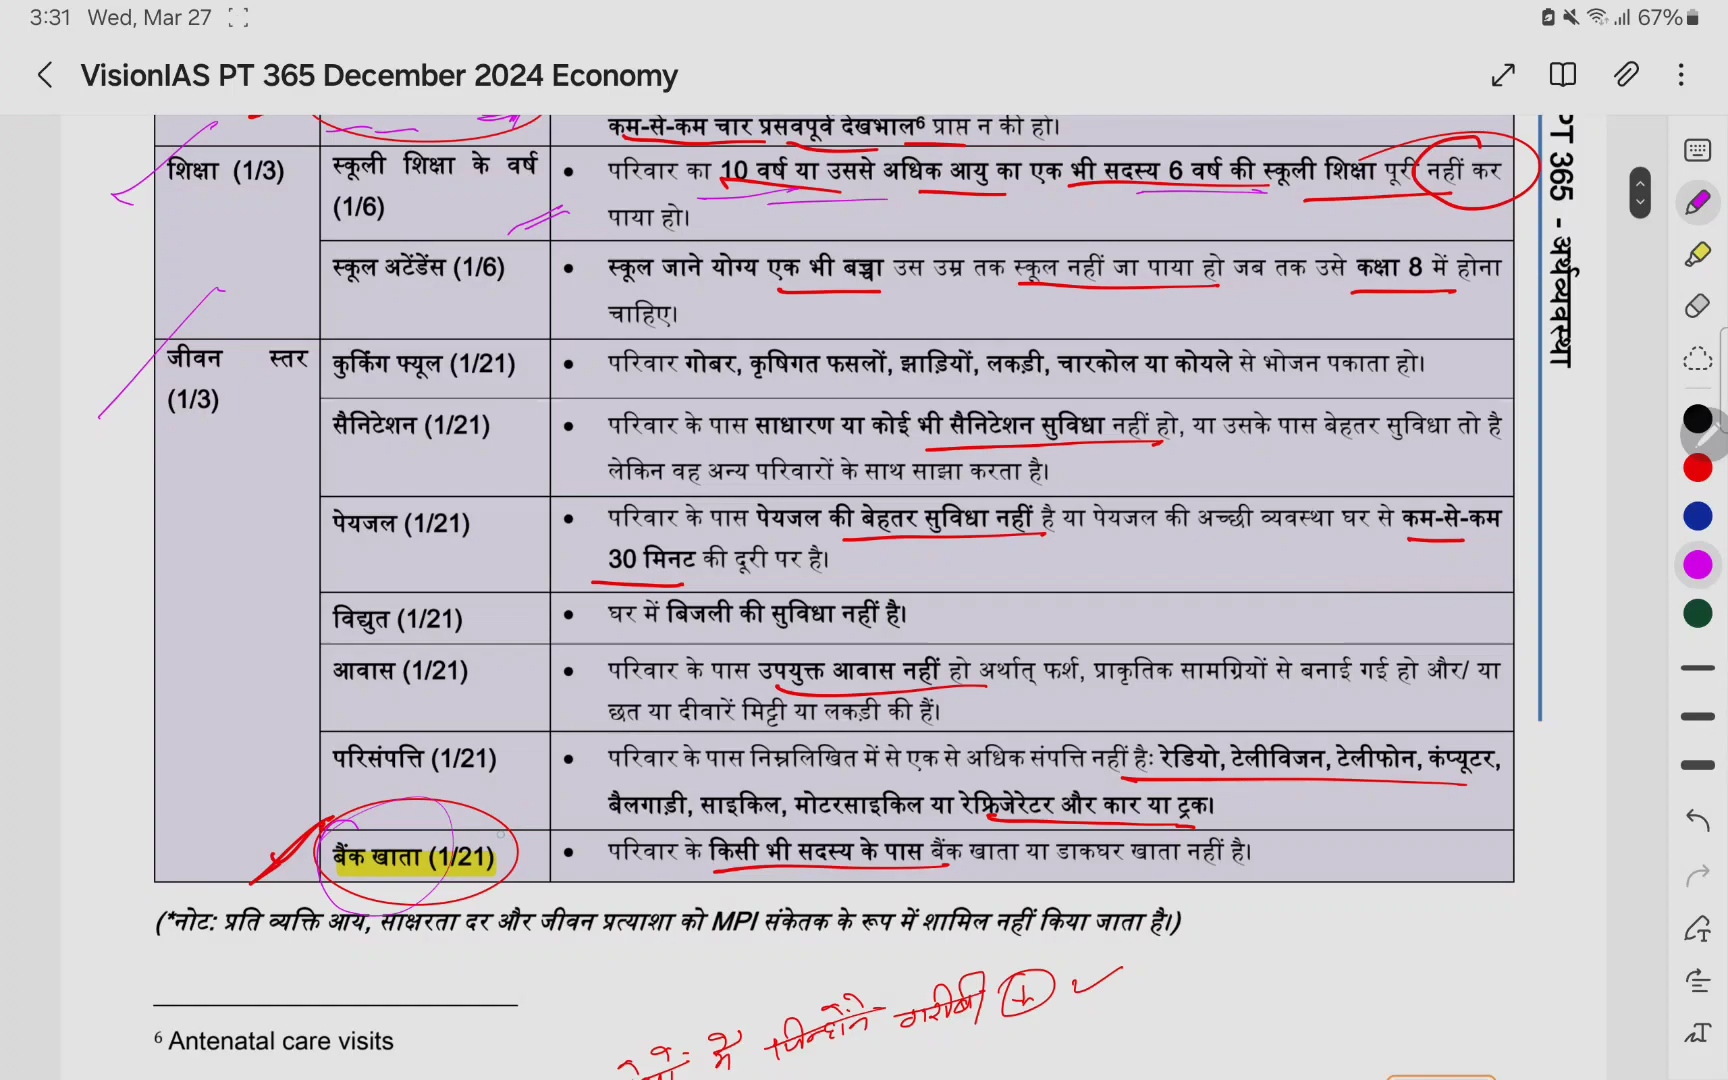 3:31 Wed, Mar 27
67%
VisionIAS PT 365 December 2024 Economy
कम-से-कम चार प्रसवपूर्व देखभाल⁶ प्राप्त न की हो।
शिक्षा (1/3)
स्कूली शिक्षा के वर्ष (1/6)
• परिवार का 10 वर्ष या उससे अधिक आयु का एक भी सदस्य 6 वर्ष की स्कूली शिक्षा पूरी नहीं कर
पाया हो।
स्कूल अटेंडेंस (1/6)
• स्कूल जाने योग्य एक भी बच्चा उस उम्र तक स्कूल नहीं जा पाया हो जब तक उसे कक्षा 8 में होना
चाहिए।
जीवन स्तर (1/3)
कुकिंग फ्यूल (1/21)
• परिवार गोबर, कृषिगत फसलों, झाड़ियों, लकड़ी, चारकोल या कोयले से भोजन पकाता हो।
सैनिटेशन (1/21)
• परिवार के पास साधारण या कोई भी सैनिटेशन सुविधा नहीं हो, या उसके पास बेहतर सुविधा तो है
लेकिन वह अन्य परिवारों के साथ साझा करता है।
पेयजल (1/21)
• परिवार के पास पेयजल की बेहतर सुविधा नहीं है या पेयजल की अच्छी व्यवस्था घर से कम-से-कम
30 मिनट की दूरी पर है।
विद्युत (1/21)
• घर में बिजली की सुविधा नहीं है।
आवास (1/21)
• परिवार के पास उपयुक्त आवास नहीं हो अर्थात् फर्श, प्राकृतिक सामग्रियों से बनाई गई हो और/ या
छत या दीवारें मिट्टी या लकड़ी की हैं।
परिसंपत्ति (1/21)
• परिवार के पास निम्नलिखित में से एक से अधिक संपत्ति नहीं है: रेडियो, टेलीविजन, टेलीफोन, कंप्यूटर,
बैलगाड़ी, साइकिल, मोटरसाइकिल या रेफ्रिजेरेटर और कार या ट्रक।
बैंक खाता (1/21)
• परिवार के किसी भी सदस्य के पास बैंक खाता या डाकघर खाता नहीं है।
(*नोट: प्रति व्यक्ति आय, साक्षरता दर और जीवन प्रत्याशा को MPI संकेतक के रूप में शामिल नहीं किया जाता है।)
में जिन्होंने गरीबी
⁶ Antenatal care visits
PT 365 - अर्थव्यवस्था